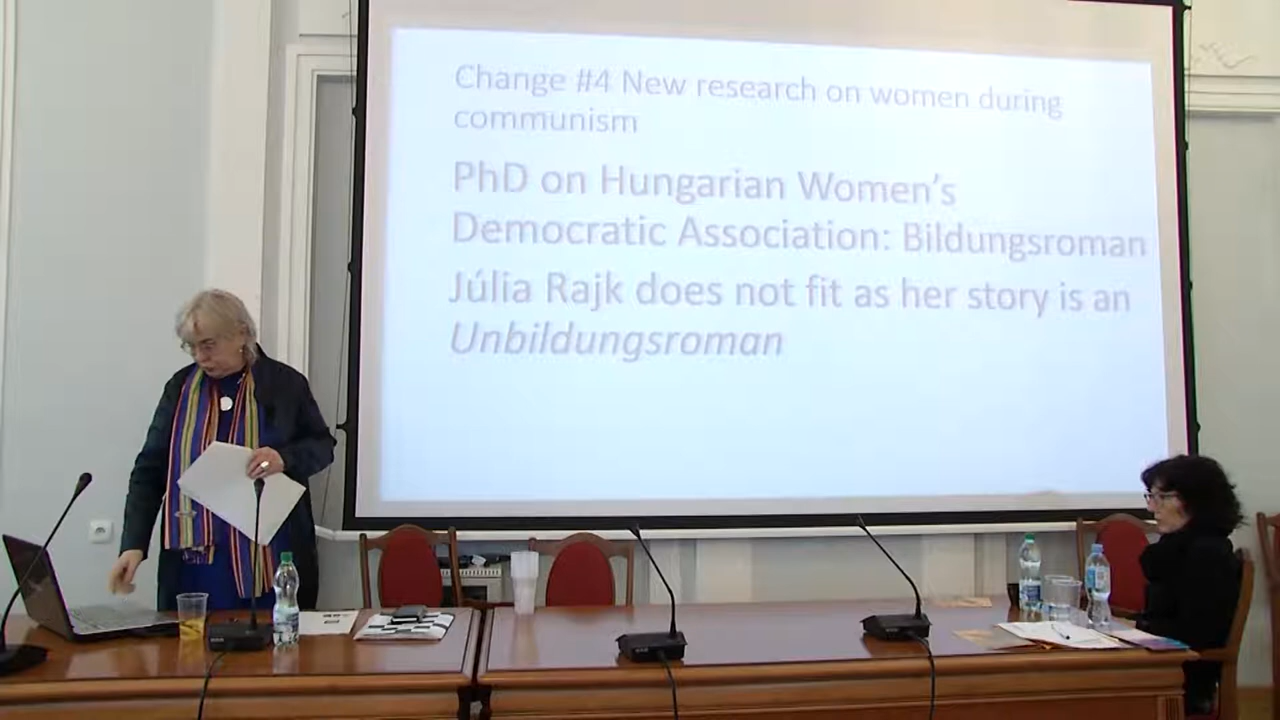 Change #4 New research on women during
communism
PhD on Hungarian Women's
Democratic Association: Bildungsroman
Júlia Rajk does not fit as her story is an
Unbildungsroman